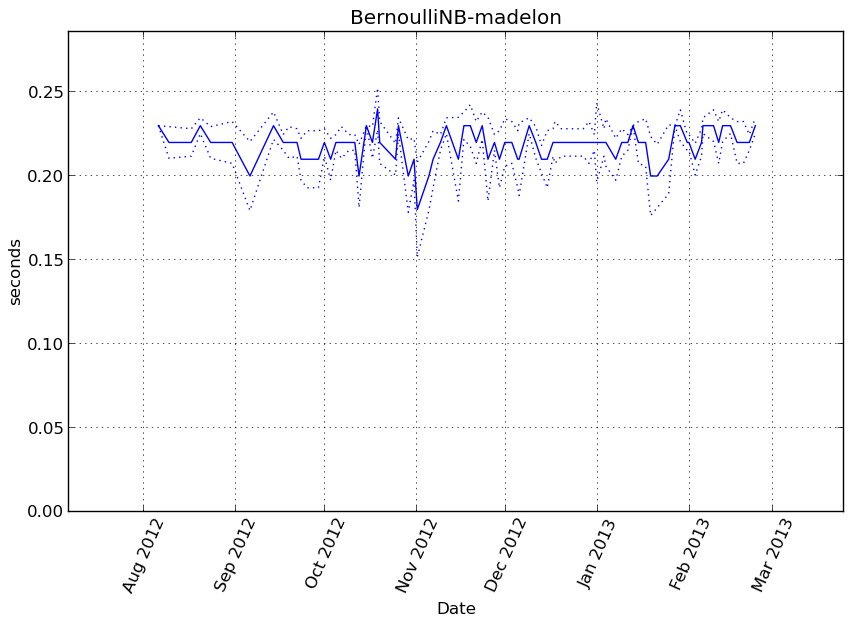 BernoulliNB-madelon
0.25
0.20
0.15
0.10
0.05
0.00
seconds
Aug 2012
Sep 2012
Oct 2012
Nov 2012
Dec 2012
Jan 2013
Feb 2013
Mar 2013
Date